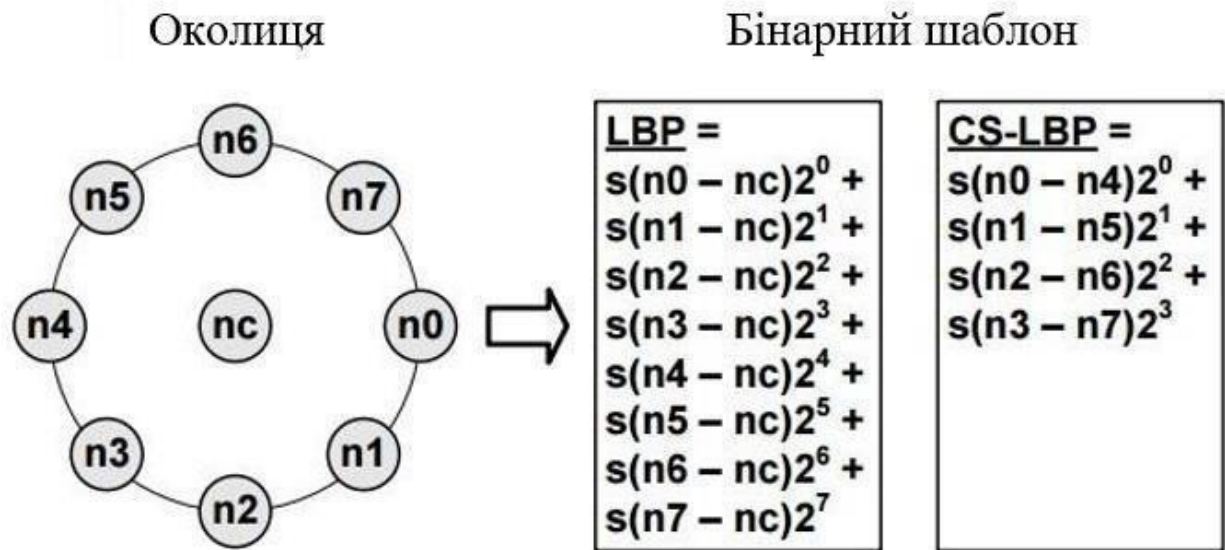 Околиця
Бінарний шаблон
n6
n5
n7
n4
nc
n0
n3
n1
n2
LBP =
s(n0 – nc)2⁰ +
s(n1 – nc)2¹ +
s(n2 – nc)2² +
s(n3 – nc)2³ +
s(n4 – nc)2⁴ +
s(n5 – nc)2⁵ +
s(n6 – nc)2⁶ +
s(n7 – nc)2⁷
CS-LBP =
s(n0 – n4)2⁰ +
s(n1 – n5)2¹ +
s(n2 – n6)2² +
s(n3 – n7)2³